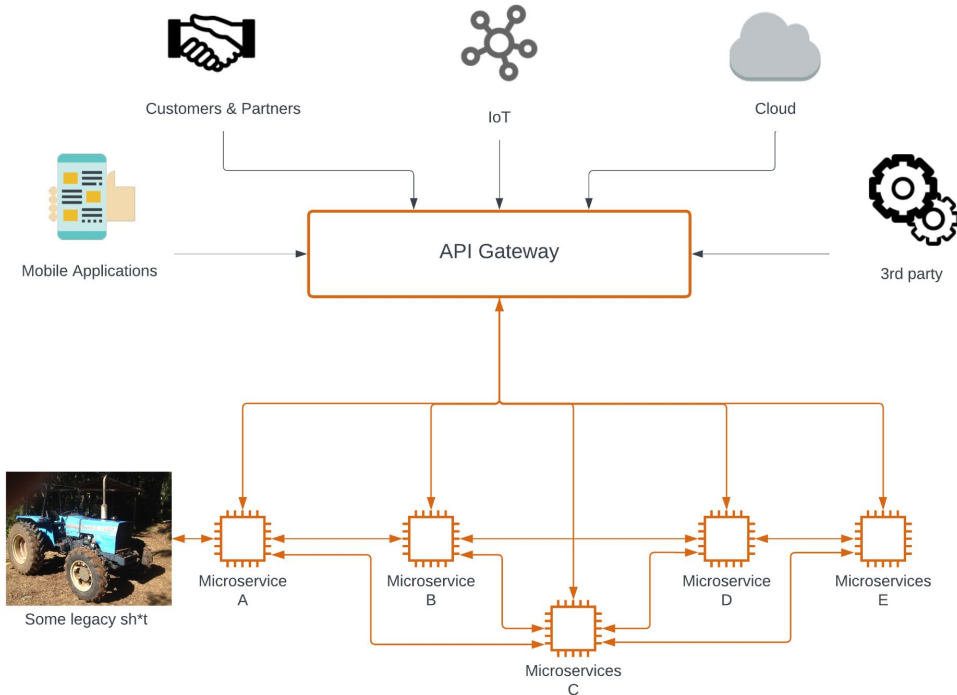 Customers & Partners
IoT
Cloud
Mobile Applications
API Gateway
3rd party
Some legacy sh*t
Microservice
A
Microservice
B
Microservices
C
Microservice
D
Microservices
E